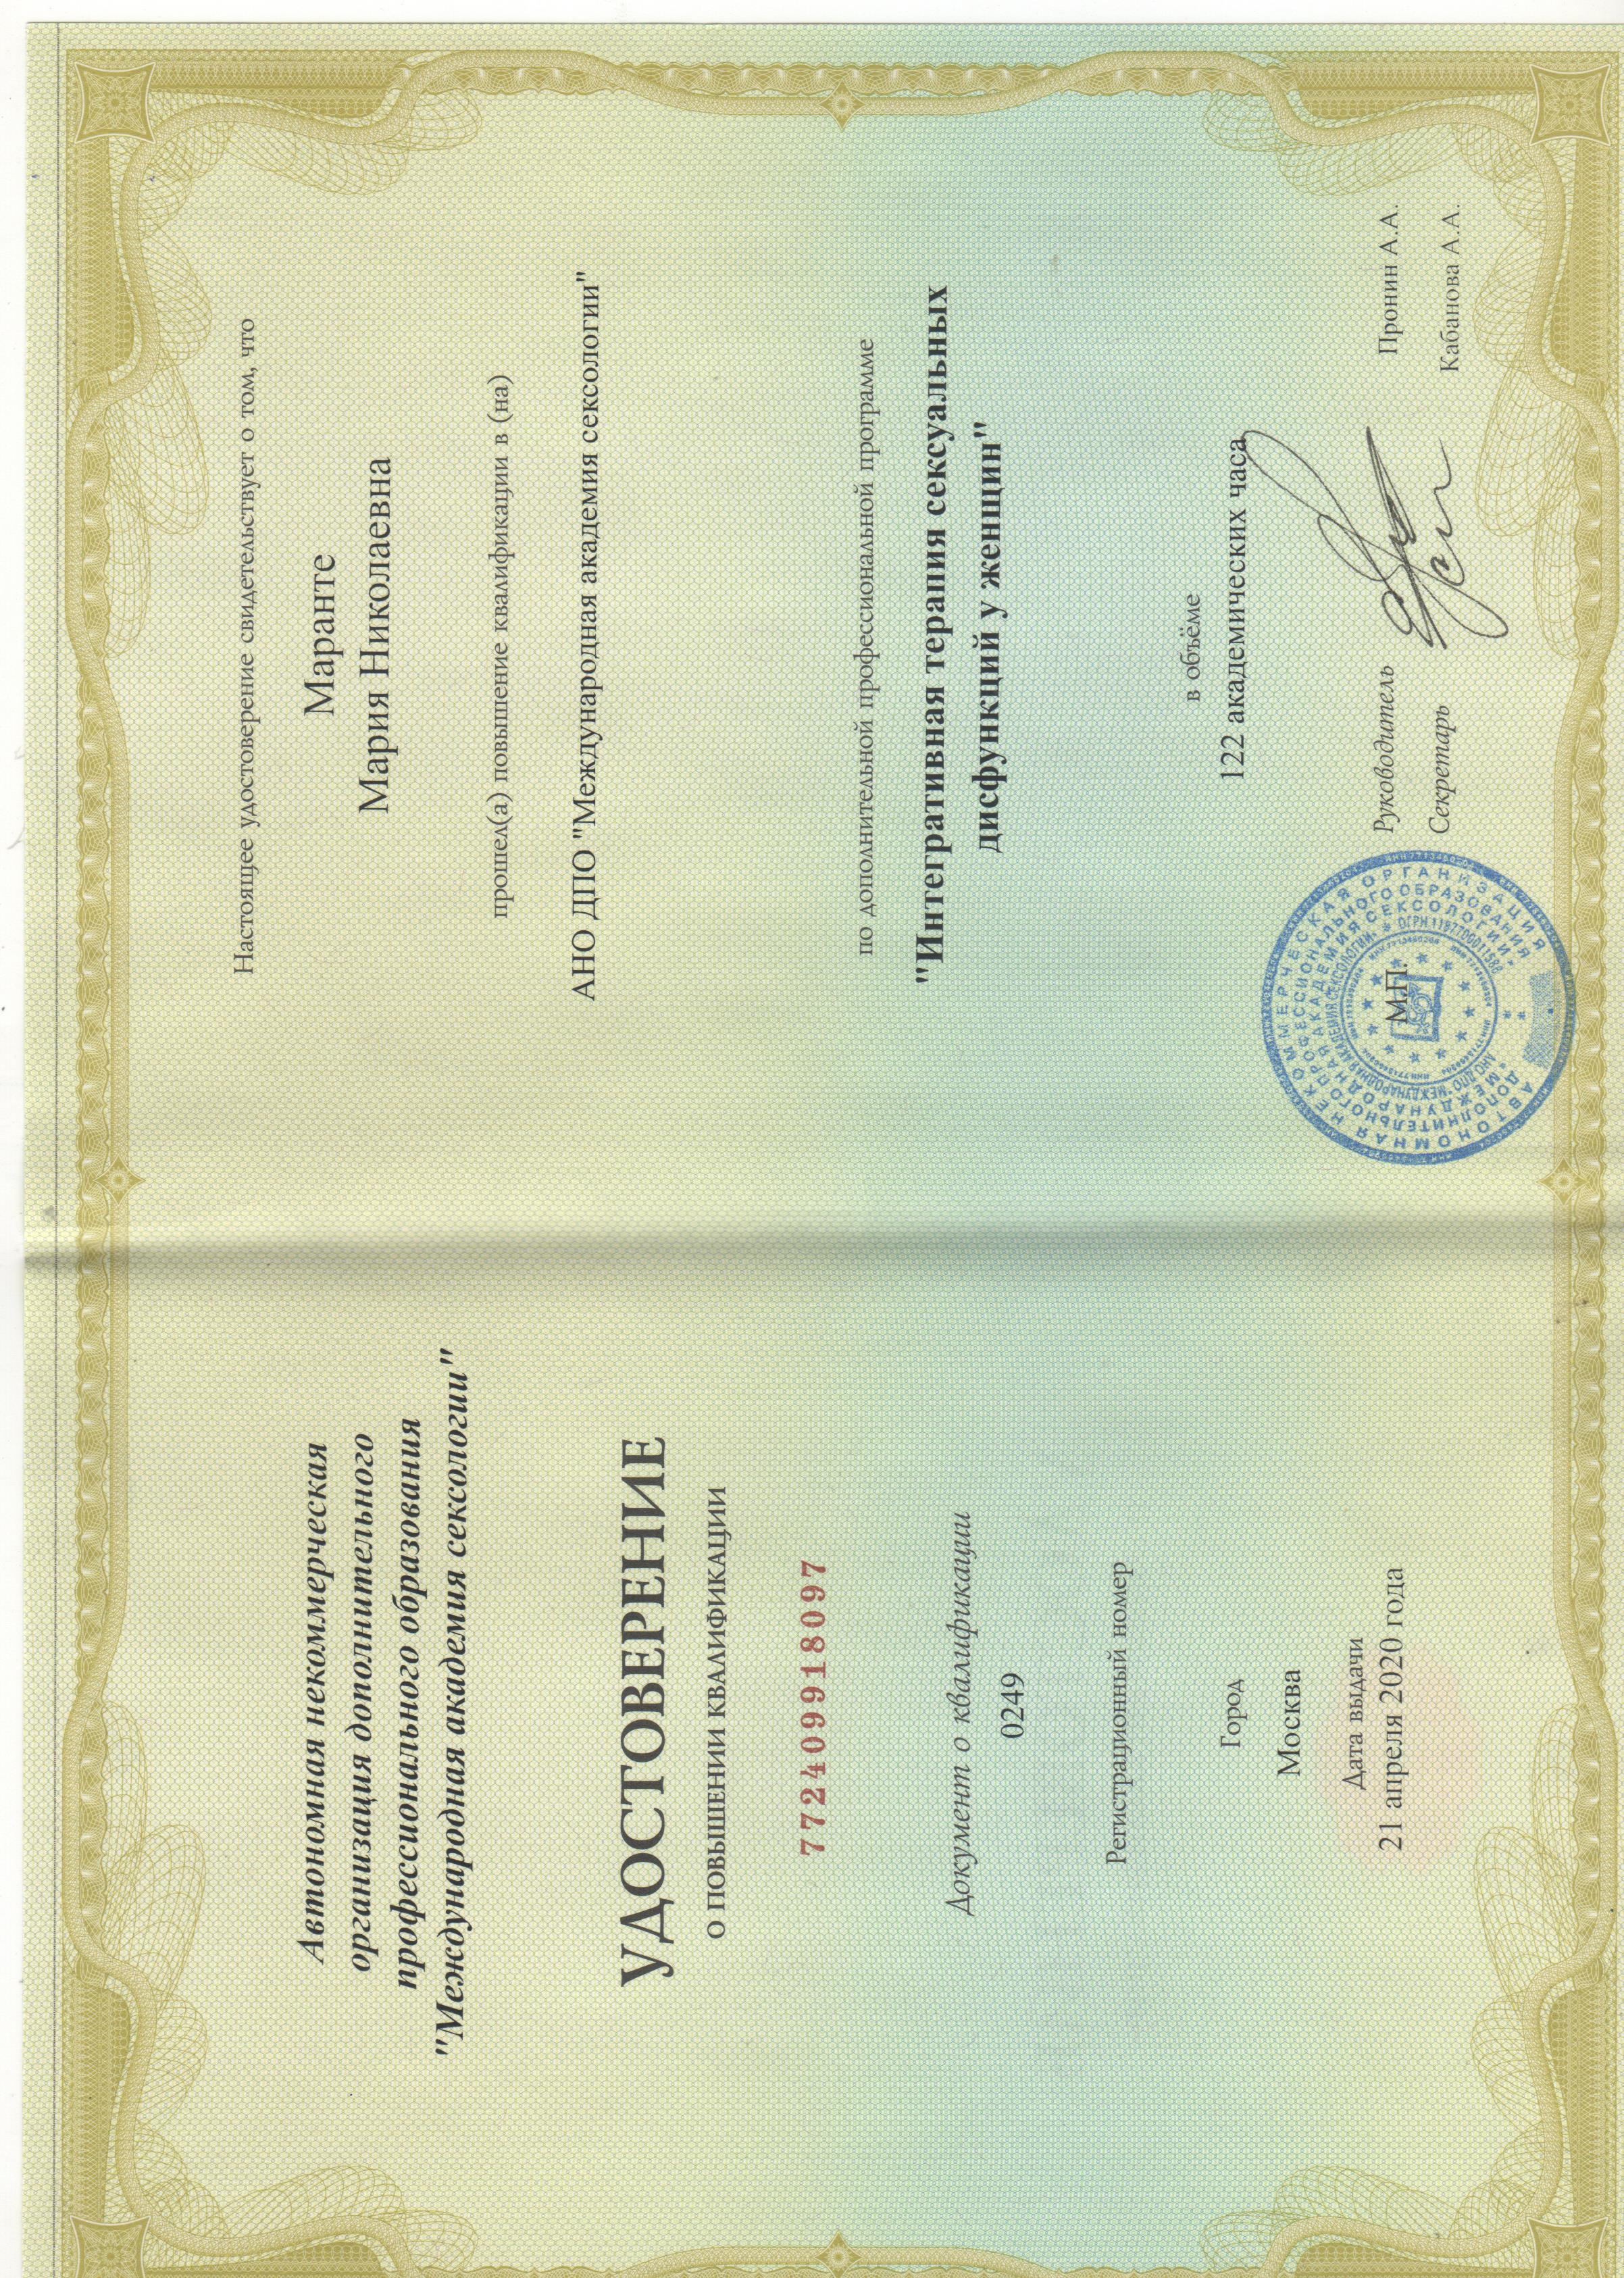 Автономная некоммерческая
организация дополнительного
профессионального образования
"Международная академия сексологии"
УДОСТОВЕРЕНИЕ
О ПОВЫШЕНИИ КВАЛИФИКАЦИИ
772409918097
Документ о квалификации
0249
Регистрационный номер
Город
Москва
Дата выдачи
21 апреля 2020 года
Настоящее удостоверение свидетельствует о том, что
Маранте
Мария Николаевна
прошел(а) повышение квалификации в (на)
АНО ДПО "Международная академия сексологии"
по дополнительной профессиональной программе
"Интегративная терапия сексуальных
дисфункций у женщин"
в объёме
122 академических часа
М.П.
Руководитель
Пронин А.А.
Секретарь
Кабанова А.А.
АВТОНОМНАЯ НЕКОММЕРЧЕСКАЯ ОРГАНИЗАЦИЯ
ДОПОЛНИТЕЛЬНОГО ПРОФЕССИОНАЛЬНОГО ОБРАЗОВАНИЯ
МЕЖДУНАРОДНАЯ АКАДЕМИЯ СЕКСОЛОГИИ
АНО ДПО "МЕЖДУНАРОДНАЯ АКАДЕМИЯ СЕКСОЛОГИИ"